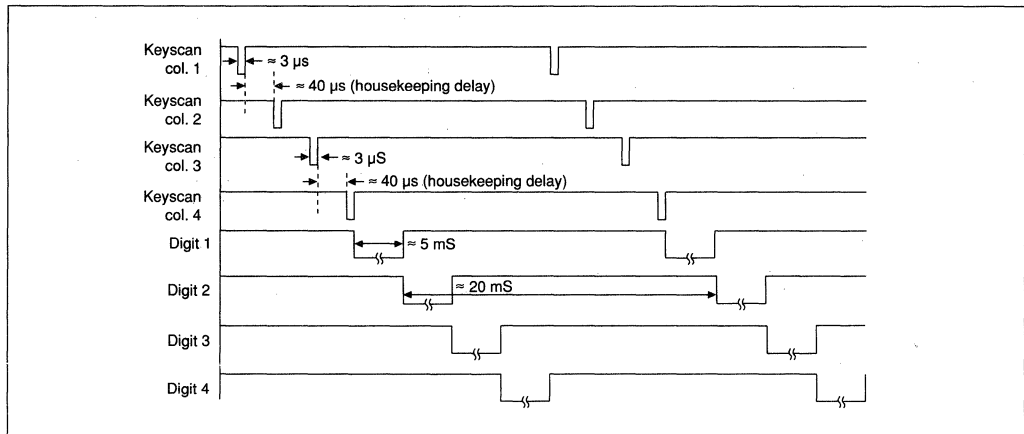 Keyscan
col. 1
≈ 3 μs
≈ 40 μs (housekeeping delay)
Keyscan
col. 2
Keyscan
col. 3
≈ 3 μS
≈ 40 μs (housekeeping delay)
Keyscan
col. 4
Digit 1
≈ 5 mS
Digit 2
≈ 20 mS
Digit 3
Digit 4